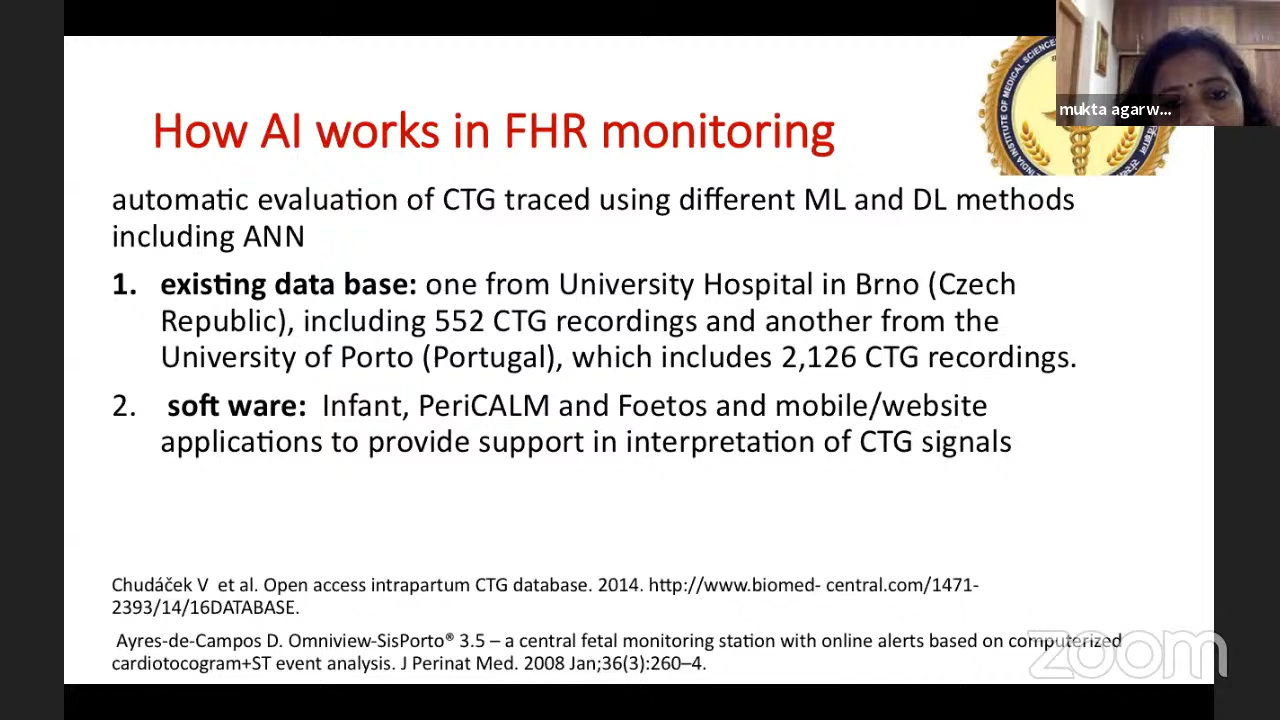 How AI works in FHR monitoring
mukta agarw...
INDIA INSTITUTE OF MEDICAL SCIENCES
automatic evaluation of CTG traced using different ML and DL methods
including ANN
1. existing data base: one from University Hospital in Brno (Czech
Republic), including 552 CTG recordings and another from the
University of Porto (Portugal), which includes 2,126 CTG recordings.
2. soft ware: Infant, PeriCALM and Foetos and mobile/website
applications to provide support in interpretation of CTG signals
Chudáček V et al. Open access intrapartum CTG database. 2014. http://www.biomed- central.com/1471-
2393/14/16DATABASE.
Ayres-de-Campos D. Omniview-SisPorto® 3.5 – a central fetal monitoring station with online alerts based on computerized
cardiotocogram+ST event analysis. J Perinat Med. 2008 Jan;36(3):260–4.
zoom